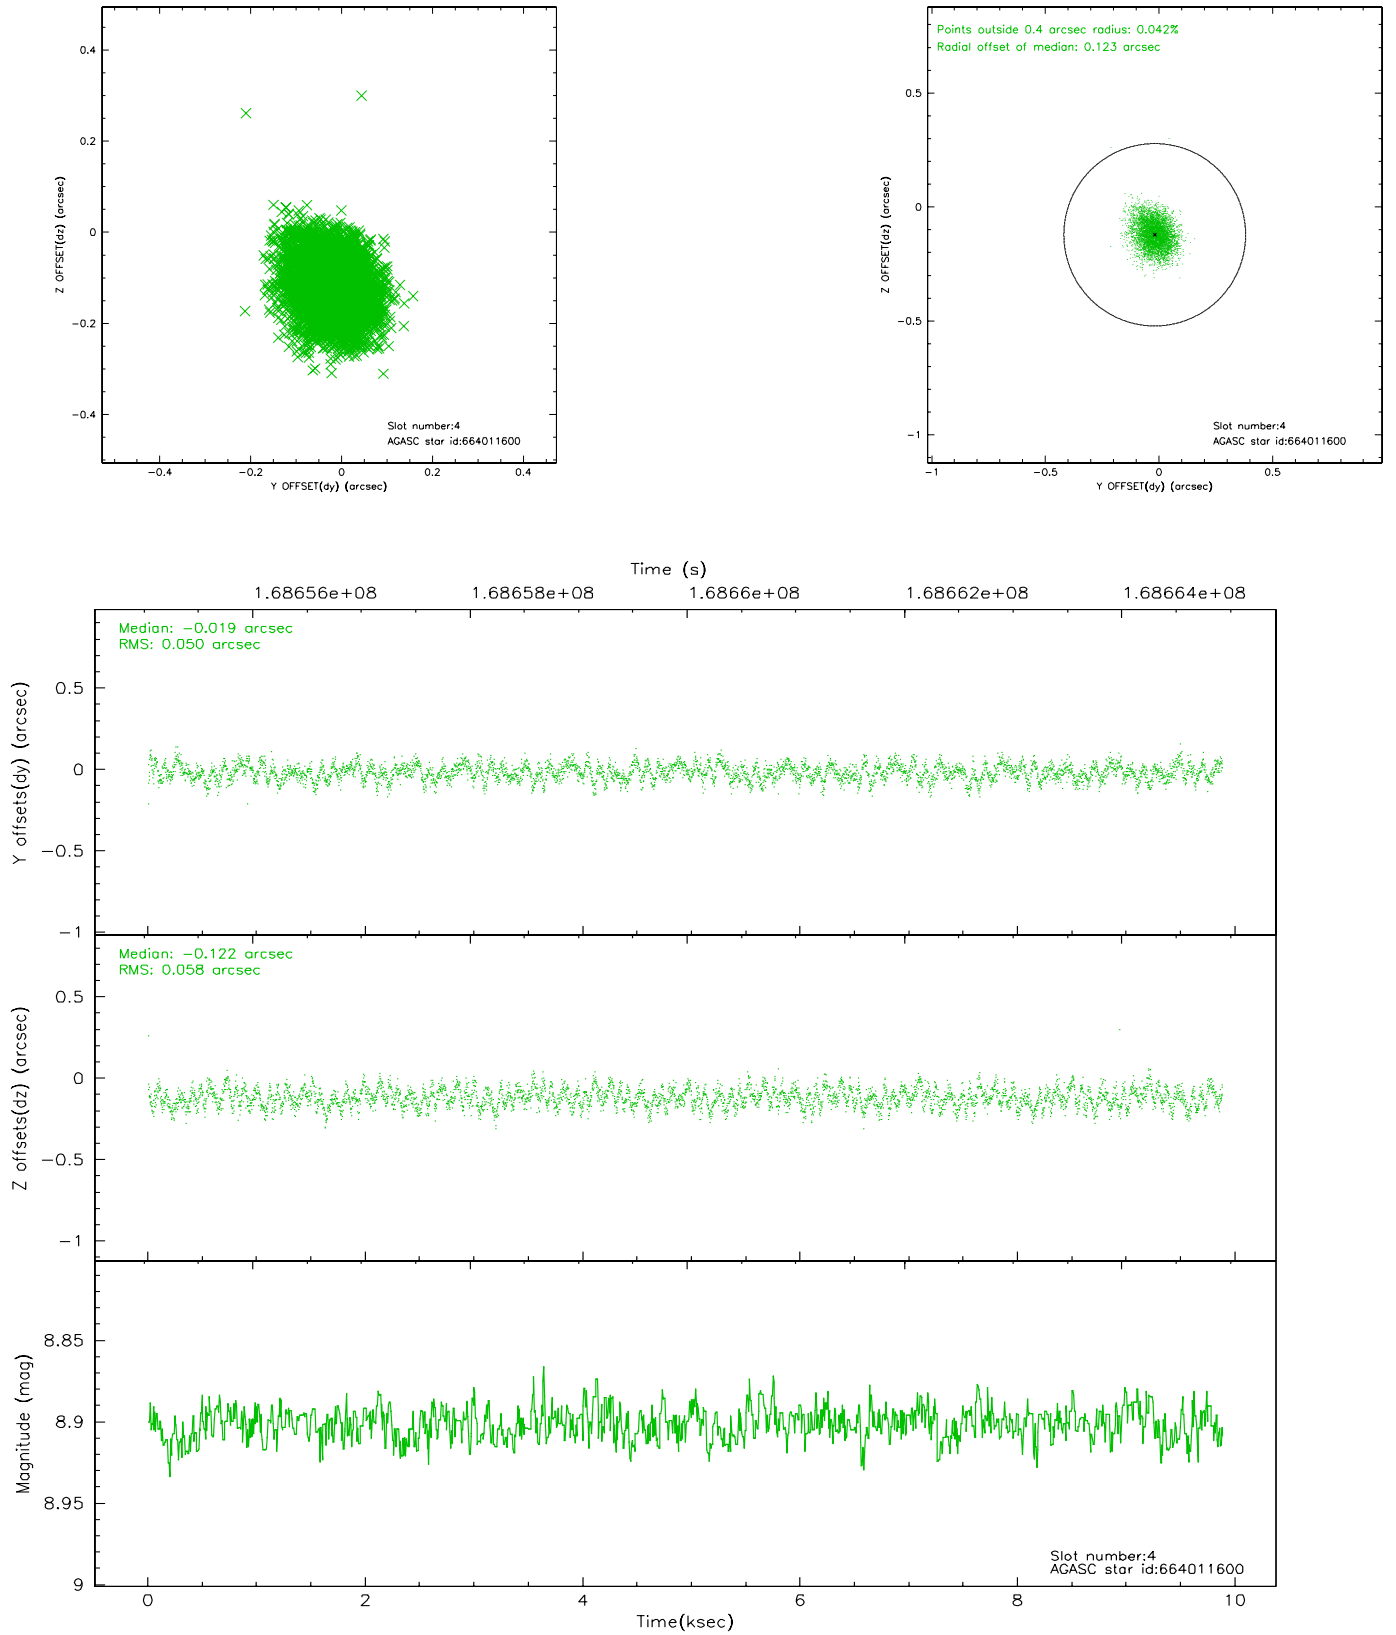 0.4
0.2
0
−0.2
−0.4
Z OFFSET(dz) (arcsec)
Slot number:4
AGASC star id:664011600
−0.4 −0.2 0 0.2 0.4
Y OFFSET(dy) (arcsec)
Points outside 0.4 arcsec radius: 0.042%
Radial offset of median: 0.123 arcsec
0.5
0
−0.5
−1
Z OFFSET(dz) (arcsec)
Slot number:4
AGASC star id:664011600
−1 −0.5 0 0.5
Y OFFSET(dy) (arcsec)
Time (s)
1.68656e+08 1.68658e+08 1.6866e+08 1.68662e+08 1.68664e+08
Median: −0.019 arcsec
RMS: 0.050 arcsec
0.5
0
−0.5
−1
Y offsets(dy) (arcsec)
Median: −0.122 arcsec
RMS: 0.058 arcsec
0.5
0
−0.5
−1
Z offsets(dz) (arcsec)
8.85
8.9
8.95
9
Magnitude (mag)
Slot number:4
AGASC star id:664011600
0 2 4 6 8 10
Time(ksec)